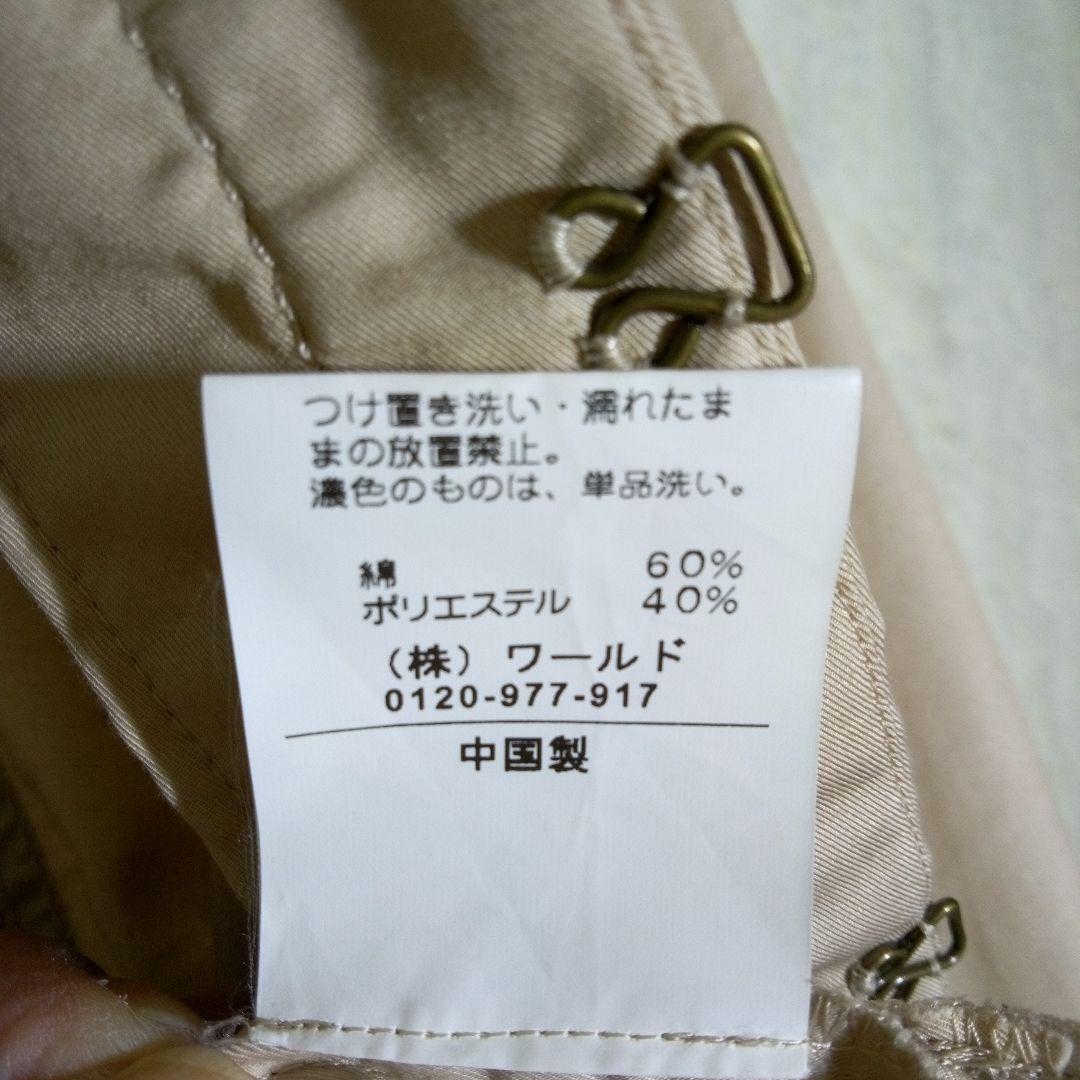 つけ置き洗い・濡れたま
まの放置禁止。
濃色のものは、単品洗い。
綿 60%
ポリエステル 40%
（株）ワールド
0120-977-917
中国製